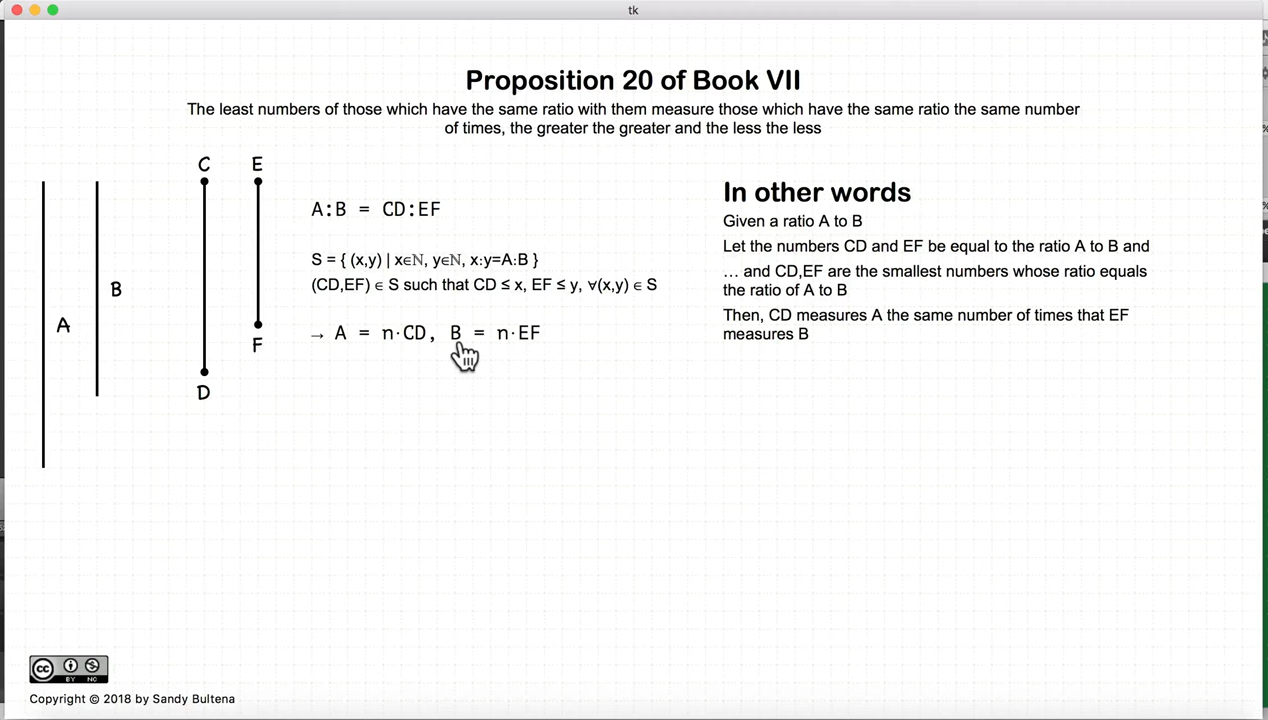 tk
Proposition 20 of Book VII
The least numbers of those which have the same ratio with them measure those which have the same ratio the same number
of times, the greater the greater and the less the less
C
E
A
B
F
D
A:B = CD:EF
S = { (x,y) | x∈ℕ, y∈ℕ, x:y=A:B }
(CD,EF) ∈ S such that CD ≤ x, EF ≤ y, ∀(x,y) ∈ S
→ A = n·CD, B = n·EF
In other words
Given a ratio A to B
Let the numbers CD and EF be equal to the ratio A to B and
… and CD,EF are the smallest numbers whose ratio equals
the ratio of A to B
Then, CD measures A the same number of times that EF
measures B
cc
BY NC
Copyright © 2018 by Sandy Bultena